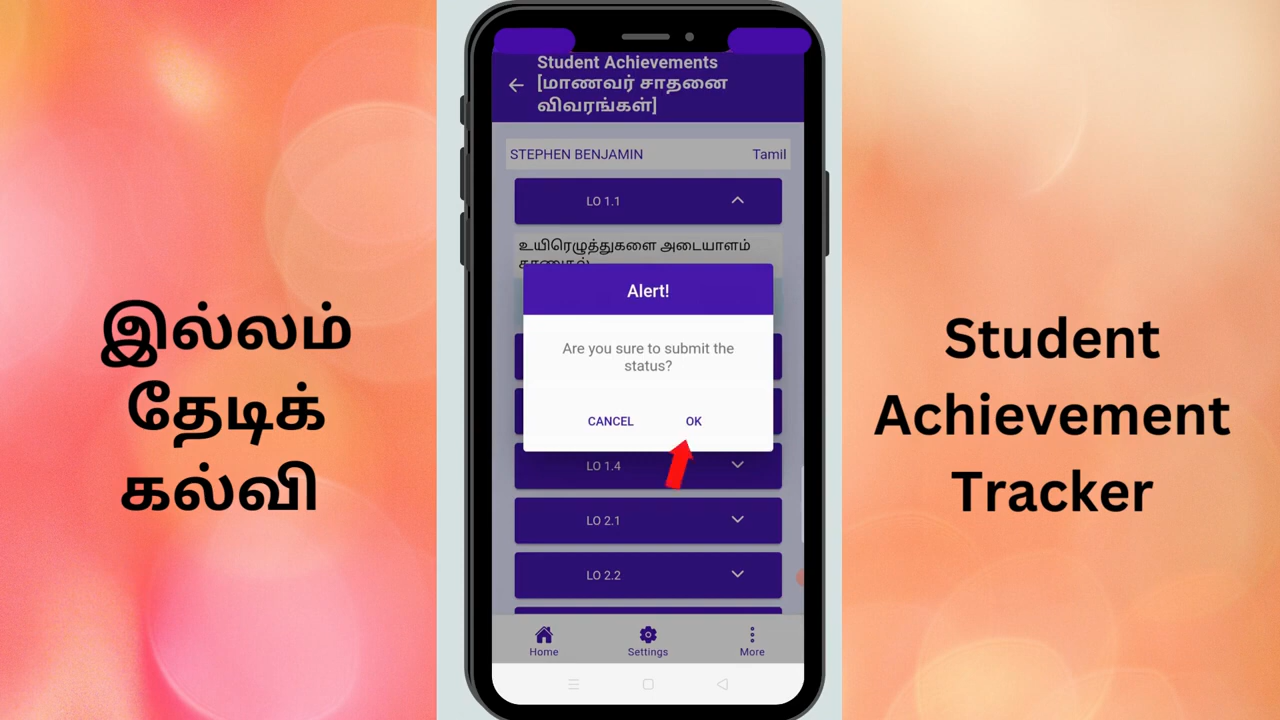 இல்லம்
தேடிக்
கல்வி
Student Achievements
[மாணவர் சாதனை
விவரங்கள்]
STEPHEN BENJAMIN
Tamil
LO 1.1
உயிரெழுத்துகளை அடையாளம்
Alert!
Are you sure to submit the
status?
CANCEL
OK
LO 1.4
LO 2.1
LO 2.2
Home
Settings
More
Student
Achievement
Tracker